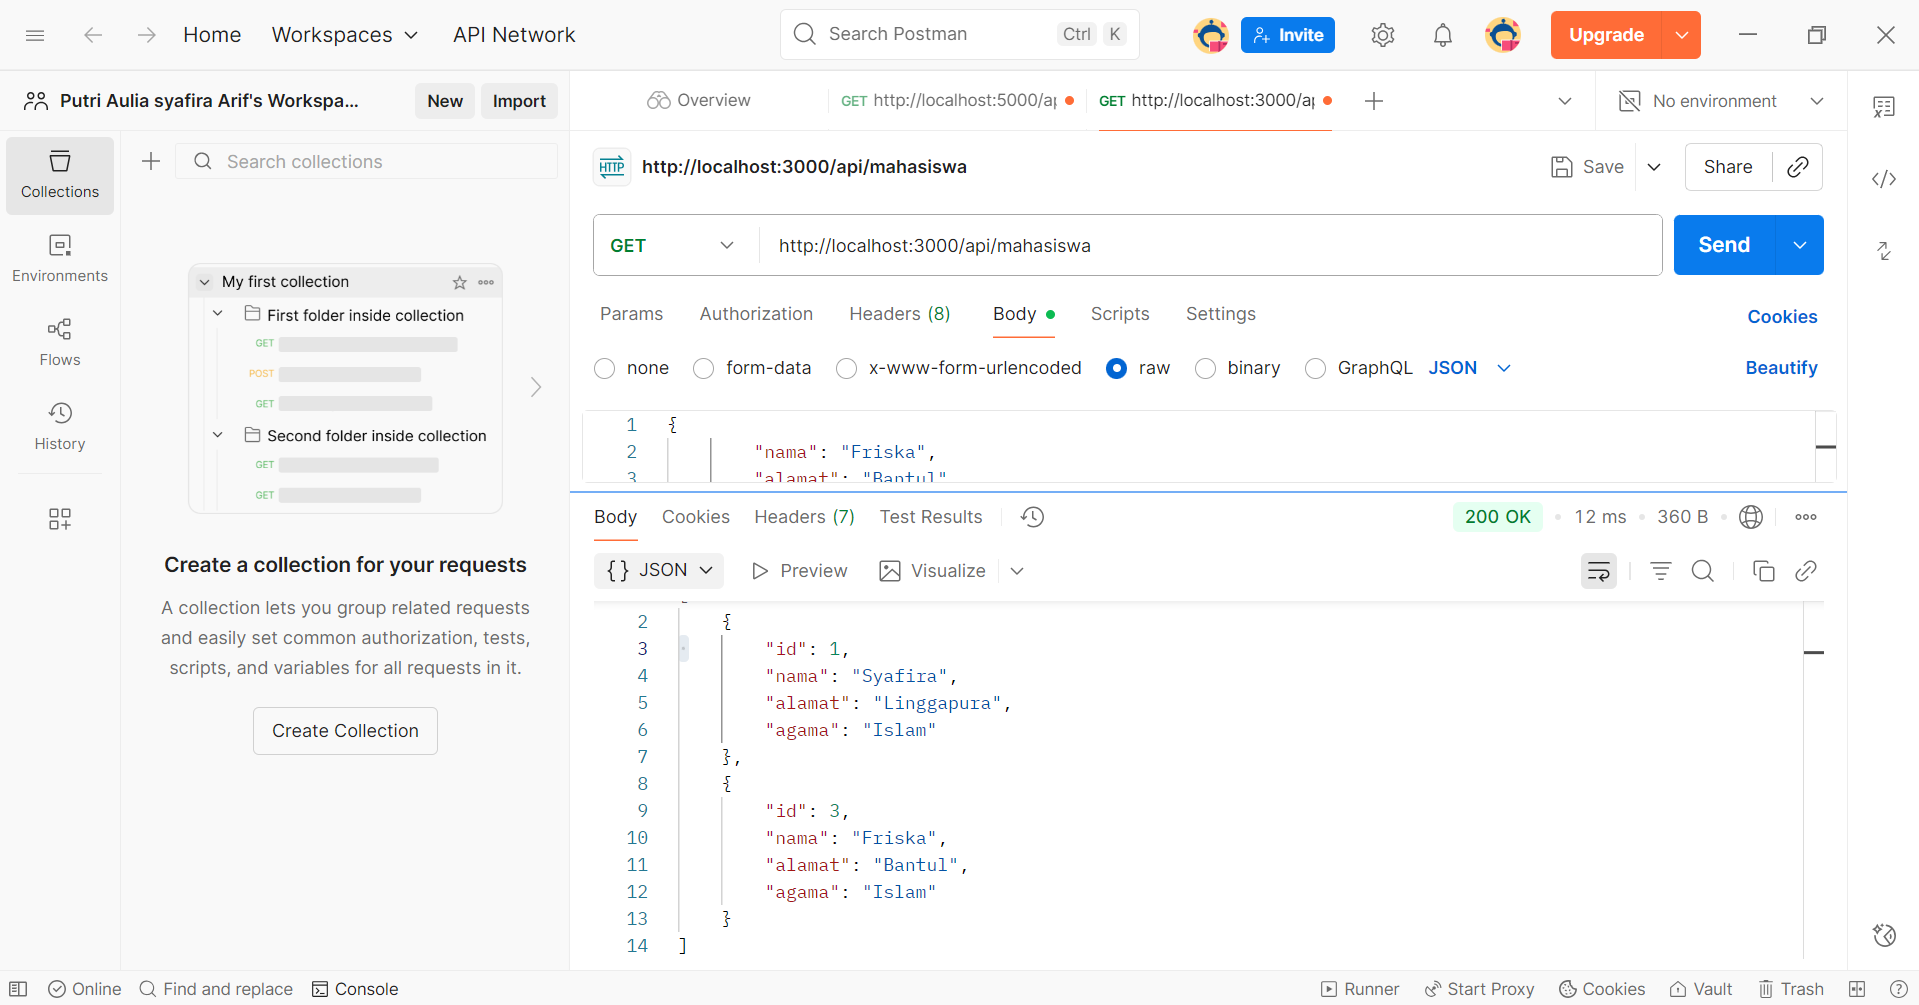 Home Workspaces API Network Search Postman Ctrl K Invite Upgrade
Putri Aulia syafira Arif's Workspa... New Import Overview GET http://localhost:5000/a GET http://localhost:3000/a No environment
Collections
Environments
Flows
History
Search collections
My first collection
First folder inside collection
GET
POST
GET
Second folder inside collection
GET
GET
Create a collection for your requests
A collection lets you group related requests
and easily set common authorization, tests,
scripts, and variables for all requests in it.
Create Collection
HTTP http://localhost:3000/api/mahasiswa Save Share
GET http://localhost:3000/api/mahasiswa Send
Params Authorization Headers (8) Body Scripts Settings Cookies
none form-data x-www-form-urlencoded raw binary GraphQL JSON Beautify
1 {
2 "nama": "Friska",
3 "alamat": "Bantul"
Body Cookies Headers (7) Test Results 200 OK 12 ms 360 B
{} JSON Preview Visualize
2 {
3 "id": 1,
4 "nama": "Syafira",
5 "alamat": "Linggapura",
6 "agama": "Islam"
7 },
8 {
9 "id": 3,
10 "nama": "Friska",
11 "alamat": "Bantul",
12 "agama": "Islam"
13 }
14 ]
Online Find and replace Console Runner Start Proxy Cookies Vault Trash